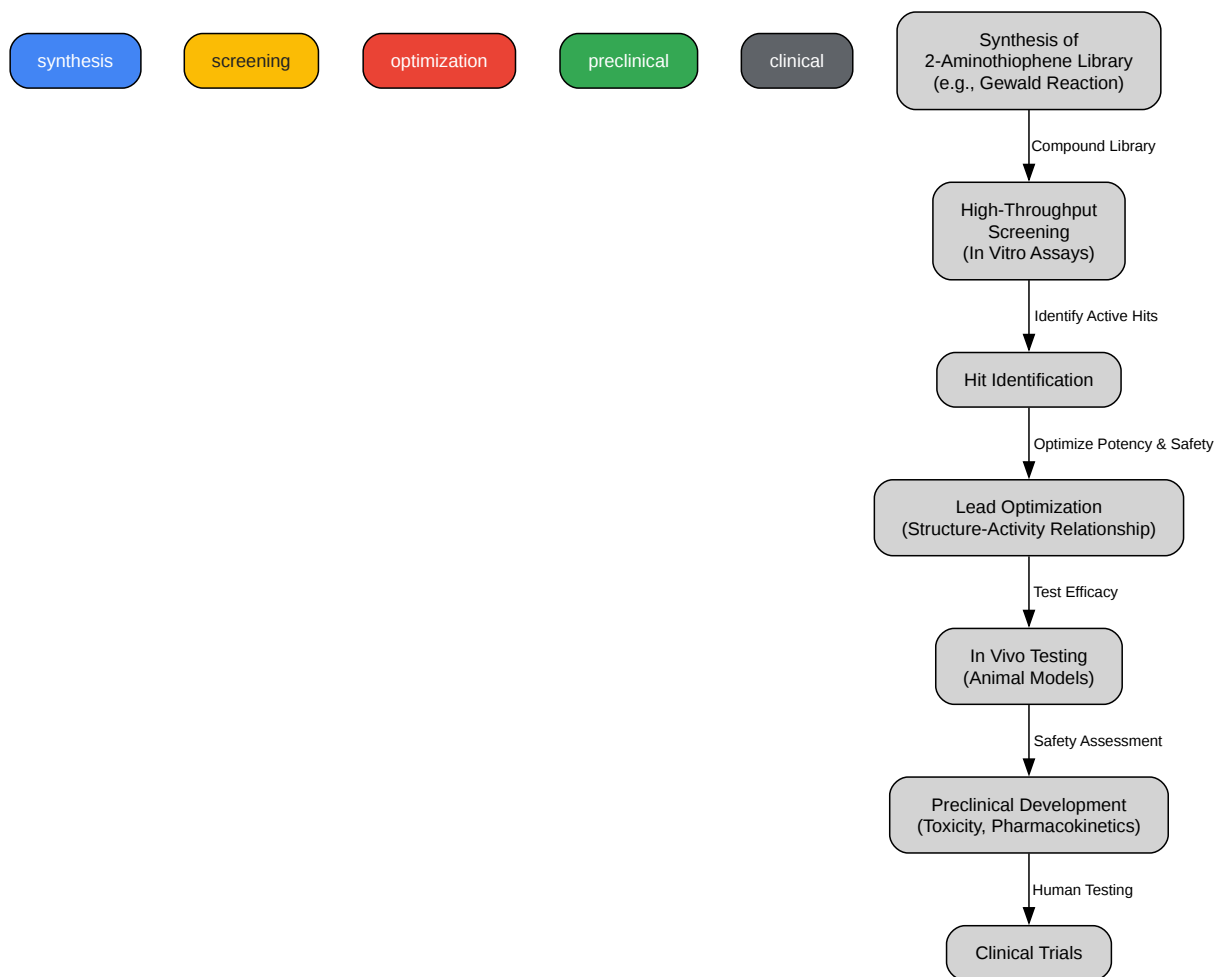 synthesis
screening
optimization
preclinical
clinical
Synthesis of
2-Aminothiophene Library
(e.g., Gewald Reaction)
Compound Library
High-Throughput
Screening
(In Vitro Assays)
Identify Active Hits
Hit Identification
Optimize Potency & Safety
Lead Optimization
(Structure-Activity Relationship)
Test Efficacy
In Vivo Testing
(Animal Models)
Safety Assessment
Preclinical Development
(Toxicity, Pharmacokinetics)
Human Testing
Clinical Trials